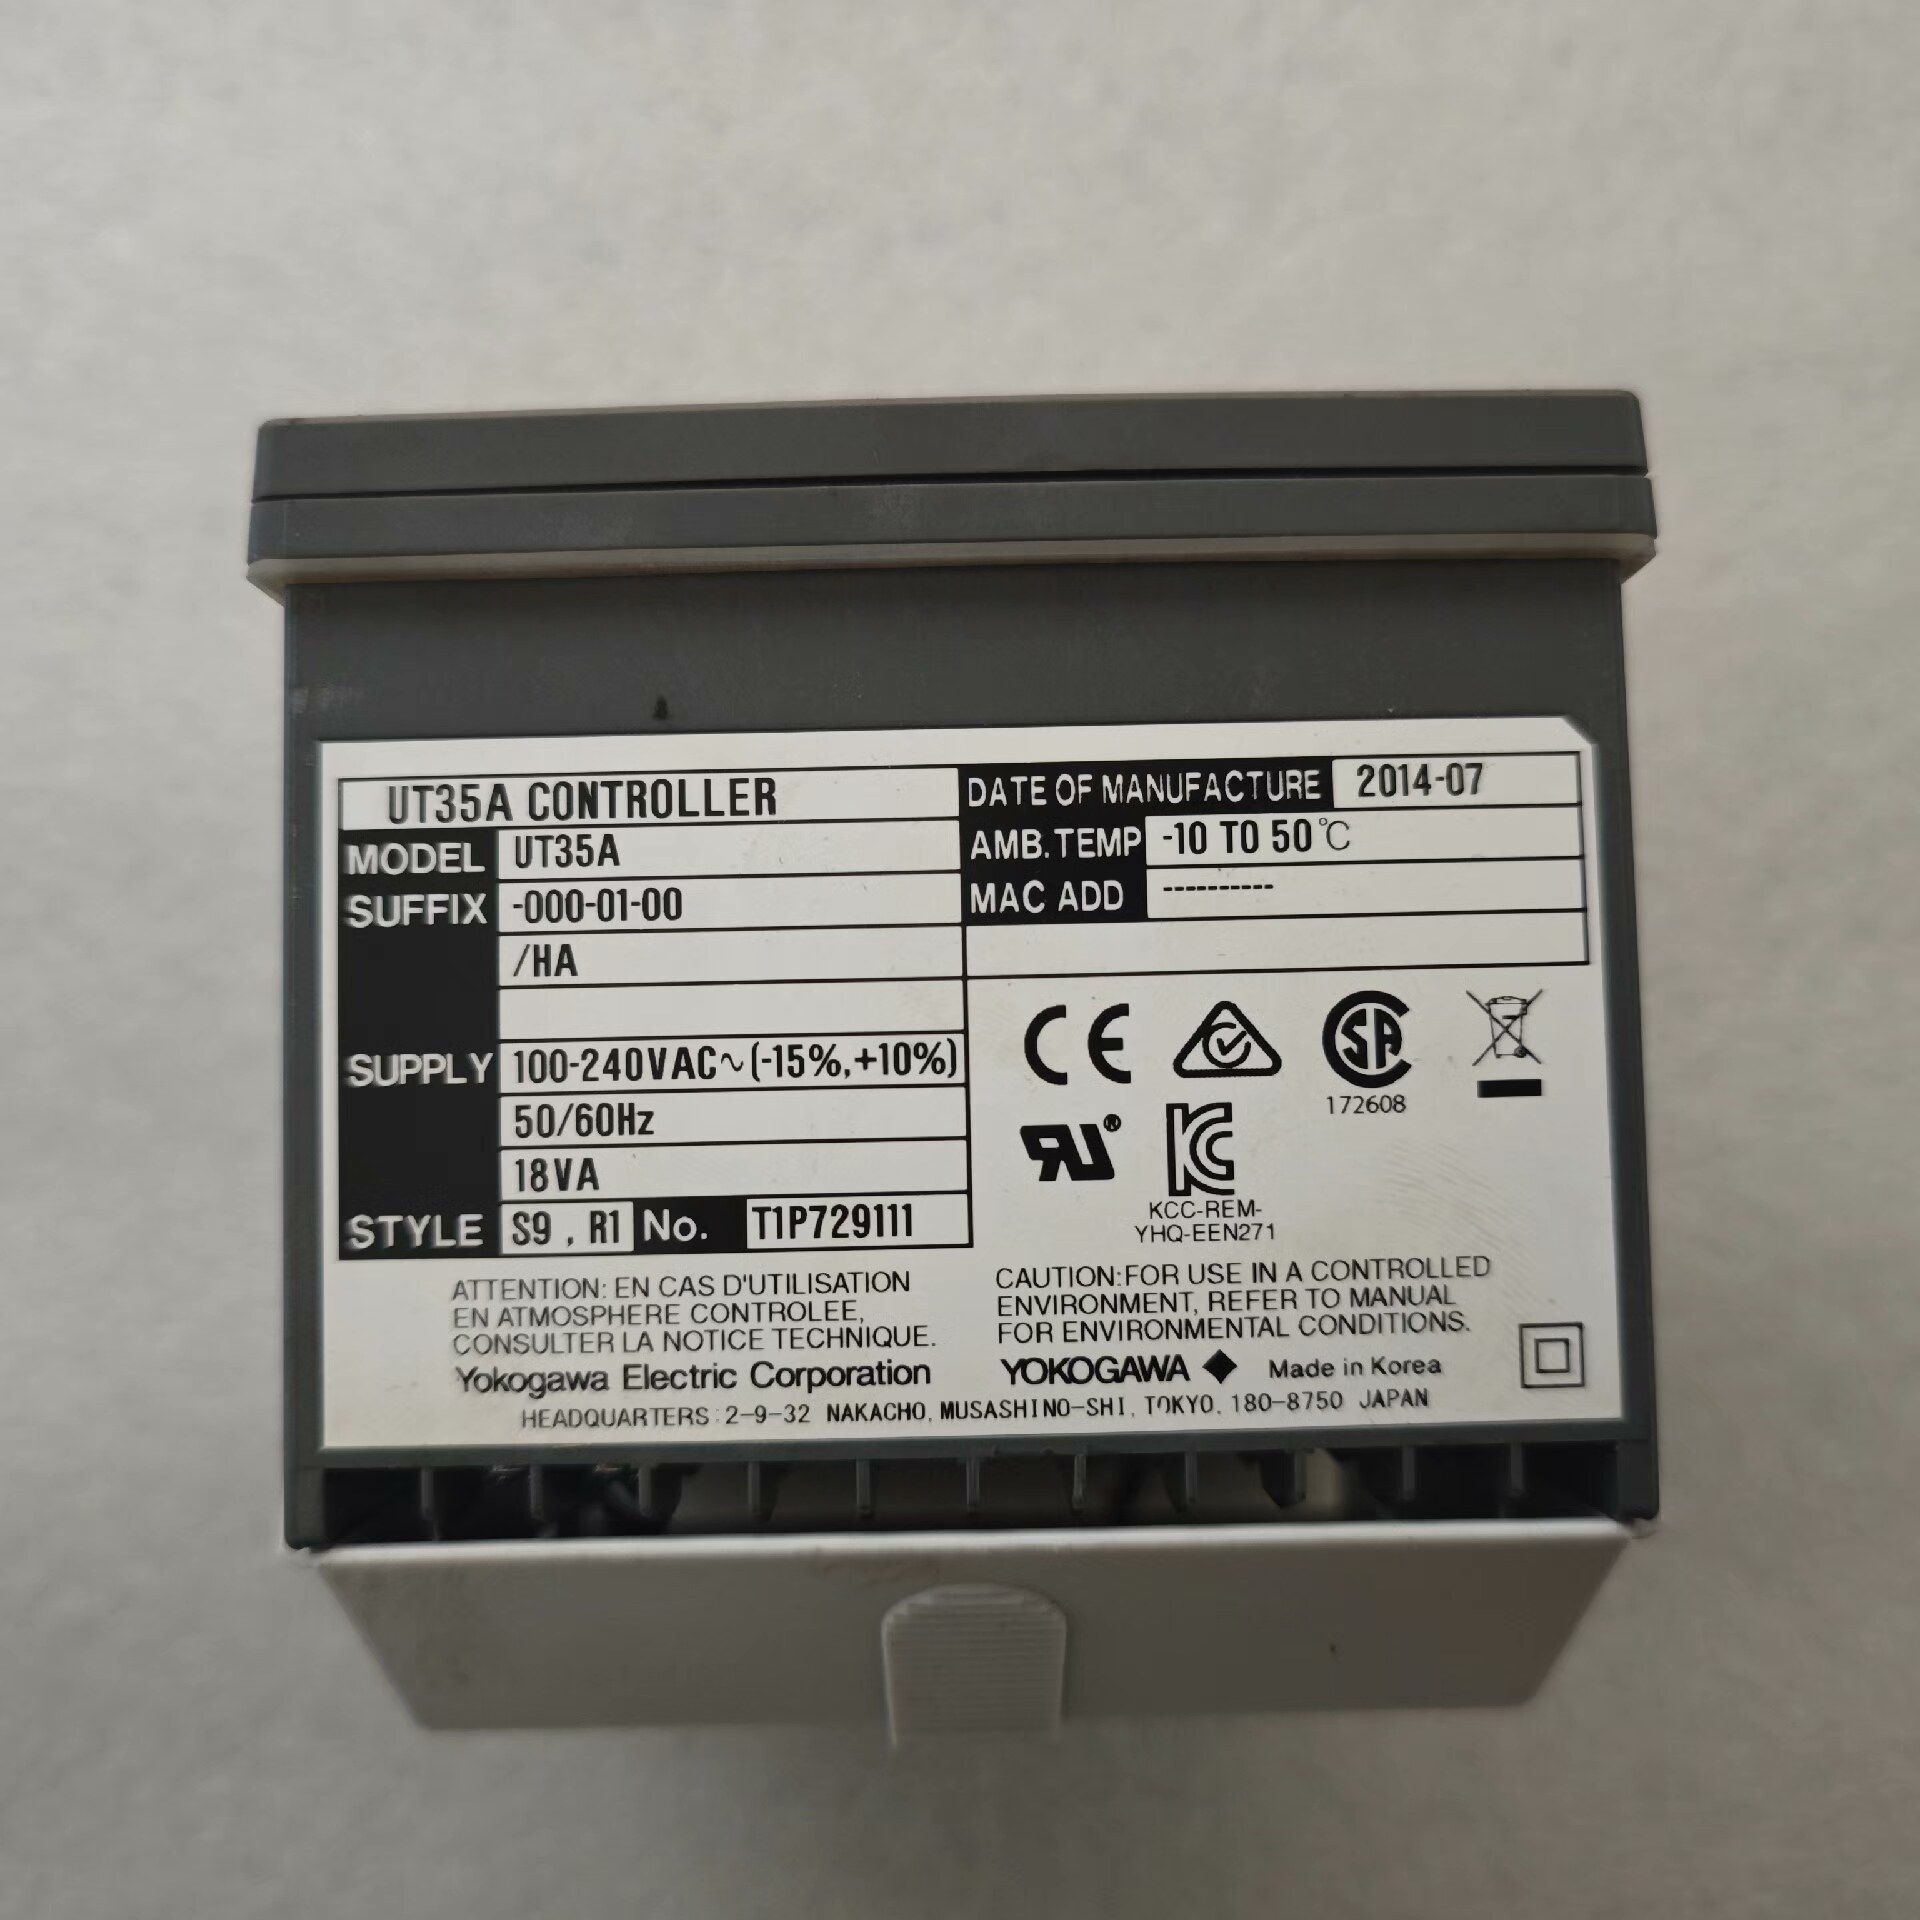 UT35A CONTROLLER
MODEL UT35A
SUFFIX -000-01-00
/HA
SUPPLY 100-240VAC~(-15%,+10%)
50/60Hz
18VA
STYLE S9 , R1 No. T1P729111
DATE OF MANUFACTURE 2014-07
AMB.TEMP -10 TO 50℃
MAC ADD ----------
CE
SA
172608
RU®
KC
KCC-REM-
YHQ-EEN271
ATTENTION: EN CAS D'UTILISATION
EN ATMOSPHERE CONTROLEE,
CONSULTER LA NOTICE TECHNIQUE.
CAUTION:FOR USE IN A CONTROLLED
ENVIRONMENT, REFER TO MANUAL
FOR ENVIRONMENTAL CONDITIONS.
Yokogawa Electric Corporation
YOKOGAWA ◆ Made in Korea
HEADQUARTERS : 2-9-32 NAKACHO, MUSASHINO-SHI, TOKYO, 180-8750 JAPAN